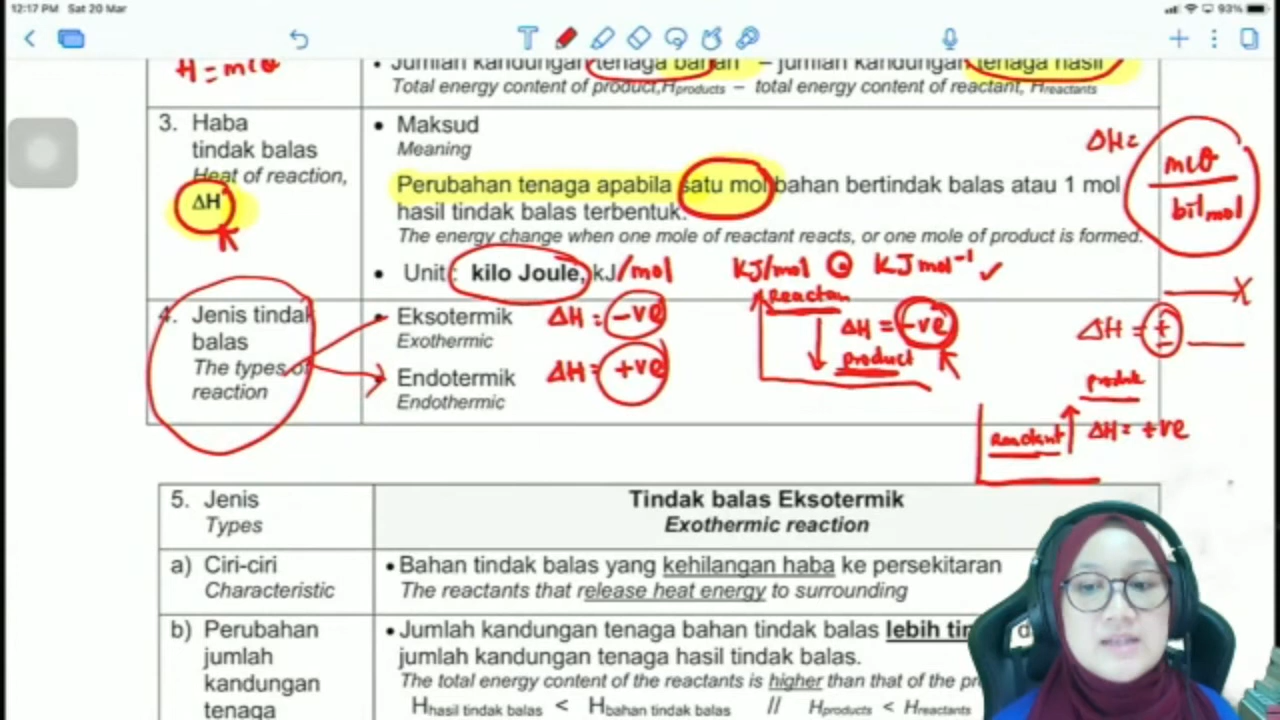 12:17 PM Sat 20 Mar
93%
H = mcθ
• Jumlah kandungan tenaga bahan – jumlah kandungan tenaga hasil
Total energy content of product, Hproducts – total energy content of reactant, Hreactants
3. Haba tindak balas
Heat of reaction,
ΔH
• Maksud
Meaning
Perubahan tenaga apabila satu mol bahan bertindak balas atau 1 mol
hasil tindak balas terbentuk.
The energy change when one mole of reactant reacts, or one mole of product is formed.
• Unit: kilo Joule, kJ/mol
KJ/mol
KJ mol⁻¹ ✓
ΔH =
mcθ
bil mol
4. Jenis tindak
balas
The types of
reaction
• Eksotermik ΔH = -ve
Exothermic
Endotermik ΔH = +ve
Endothermic
Reactan
ΔH = -ve
product
x
ΔH = ±
produk
Reactant ΔH = +ve
5. Jenis
Types
Tindak balas Eksotermik
Exothermic reaction
a) Ciri-ciri
Characteristic
• Bahan tindak balas yang kehilangan haba ke persekitaran
The reactants that release heat energy to surrounding
b) Perubahan
jumlah
kandungan
tenaga
• Jumlah kandungan tenaga bahan tindak balas lebih
jumlah kandungan tenaga hasil tindak balas.
The total energy content of the reactants is higher than that of the
Hhasil tindak balas < Hbahan tindak balas // Hproducts < Hreactants